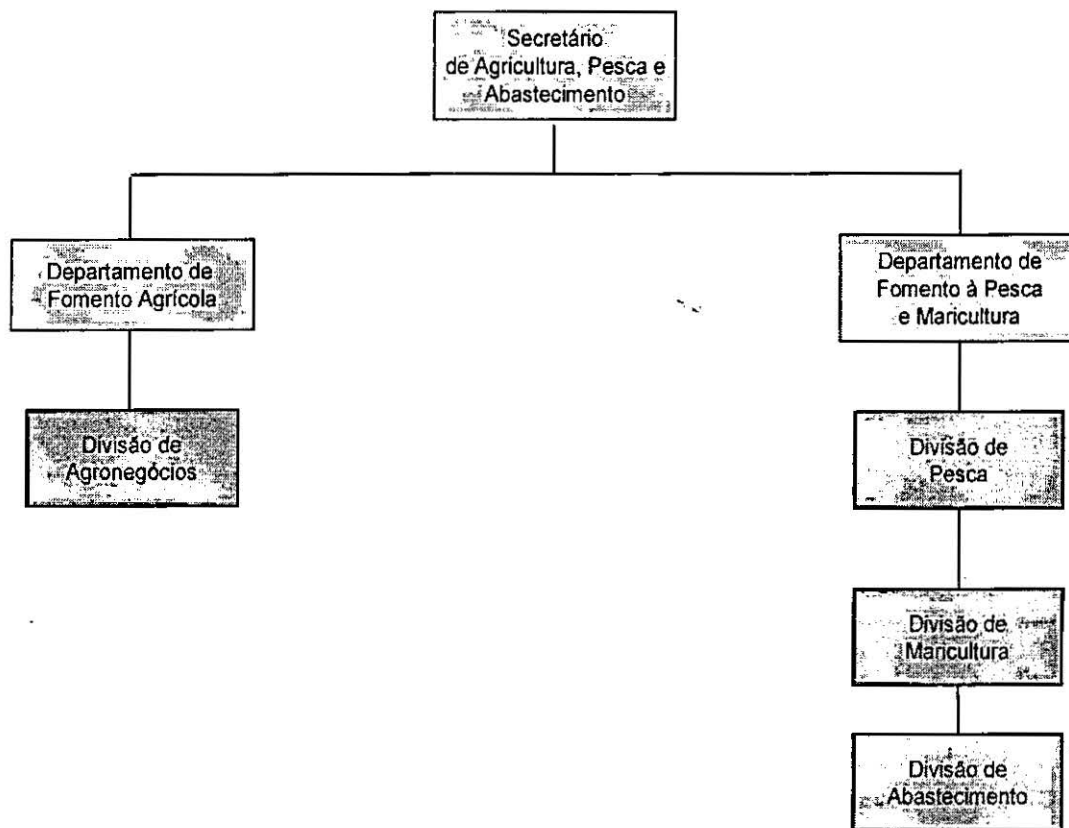 Secretário
de Agricultura, Pesca e
Abastecimento
Departamento de
Fomento Agrícola
Departamento de
Fomento à Pesca
e Maricultura
Divisão de
Agronegócios
Divisão de
Pesca
Divisão de
Maricultura
Divisão de
Abastecimento